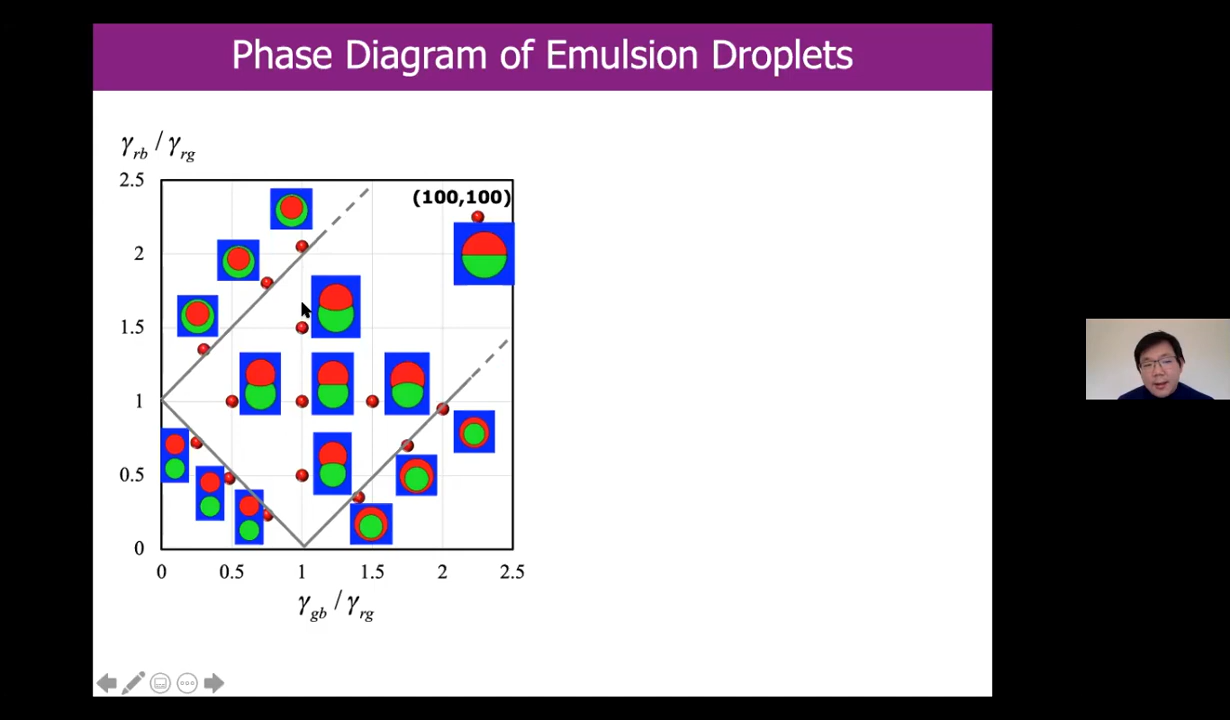 Phase Diagram of Emulsion Droplets
γrb / γrg
2.5
(100,100)
2
1.5
1
0.5
0
0 0.5 1 1.5 2 2.5
γgb / γrg